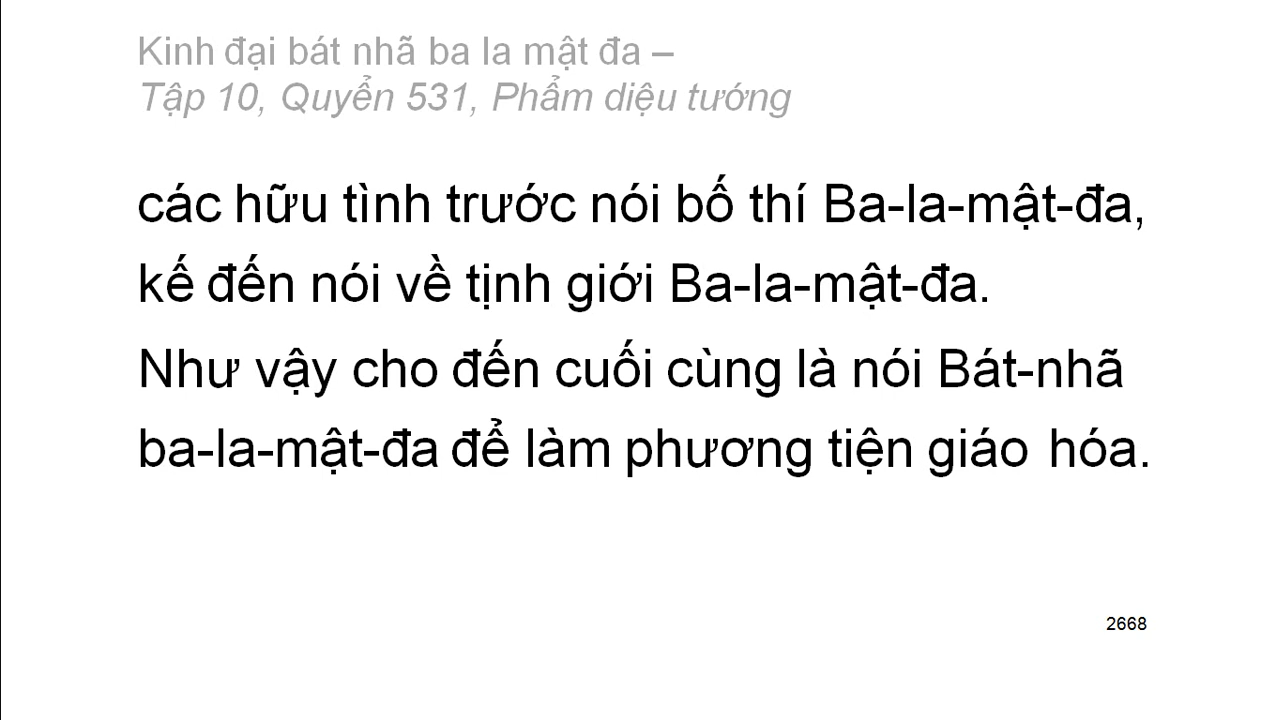 Kinh đại bát nhã ba la mật đa –
Tập 10, Quyển 531, Phẩm diệu tướng
các hữu tình trước nói bố thí Ba-la-mật-đa,
kế đến nói về tịnh giới Ba-la-mật-đa.
Như vậy cho đến cuối cùng là nói Bát-nhã
ba-la-mật-đa để làm phương tiện giáo hóa.
2668